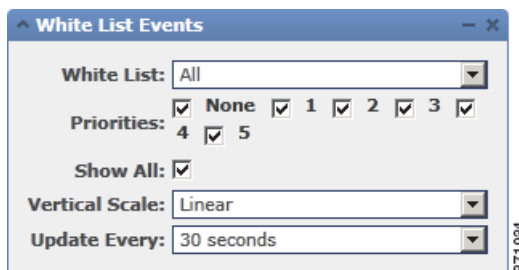 White List Events
White List: All
Priorities: None 1 2 3
4 5
Show All:
Vertical Scale: Linear
Update Every: 30 seconds